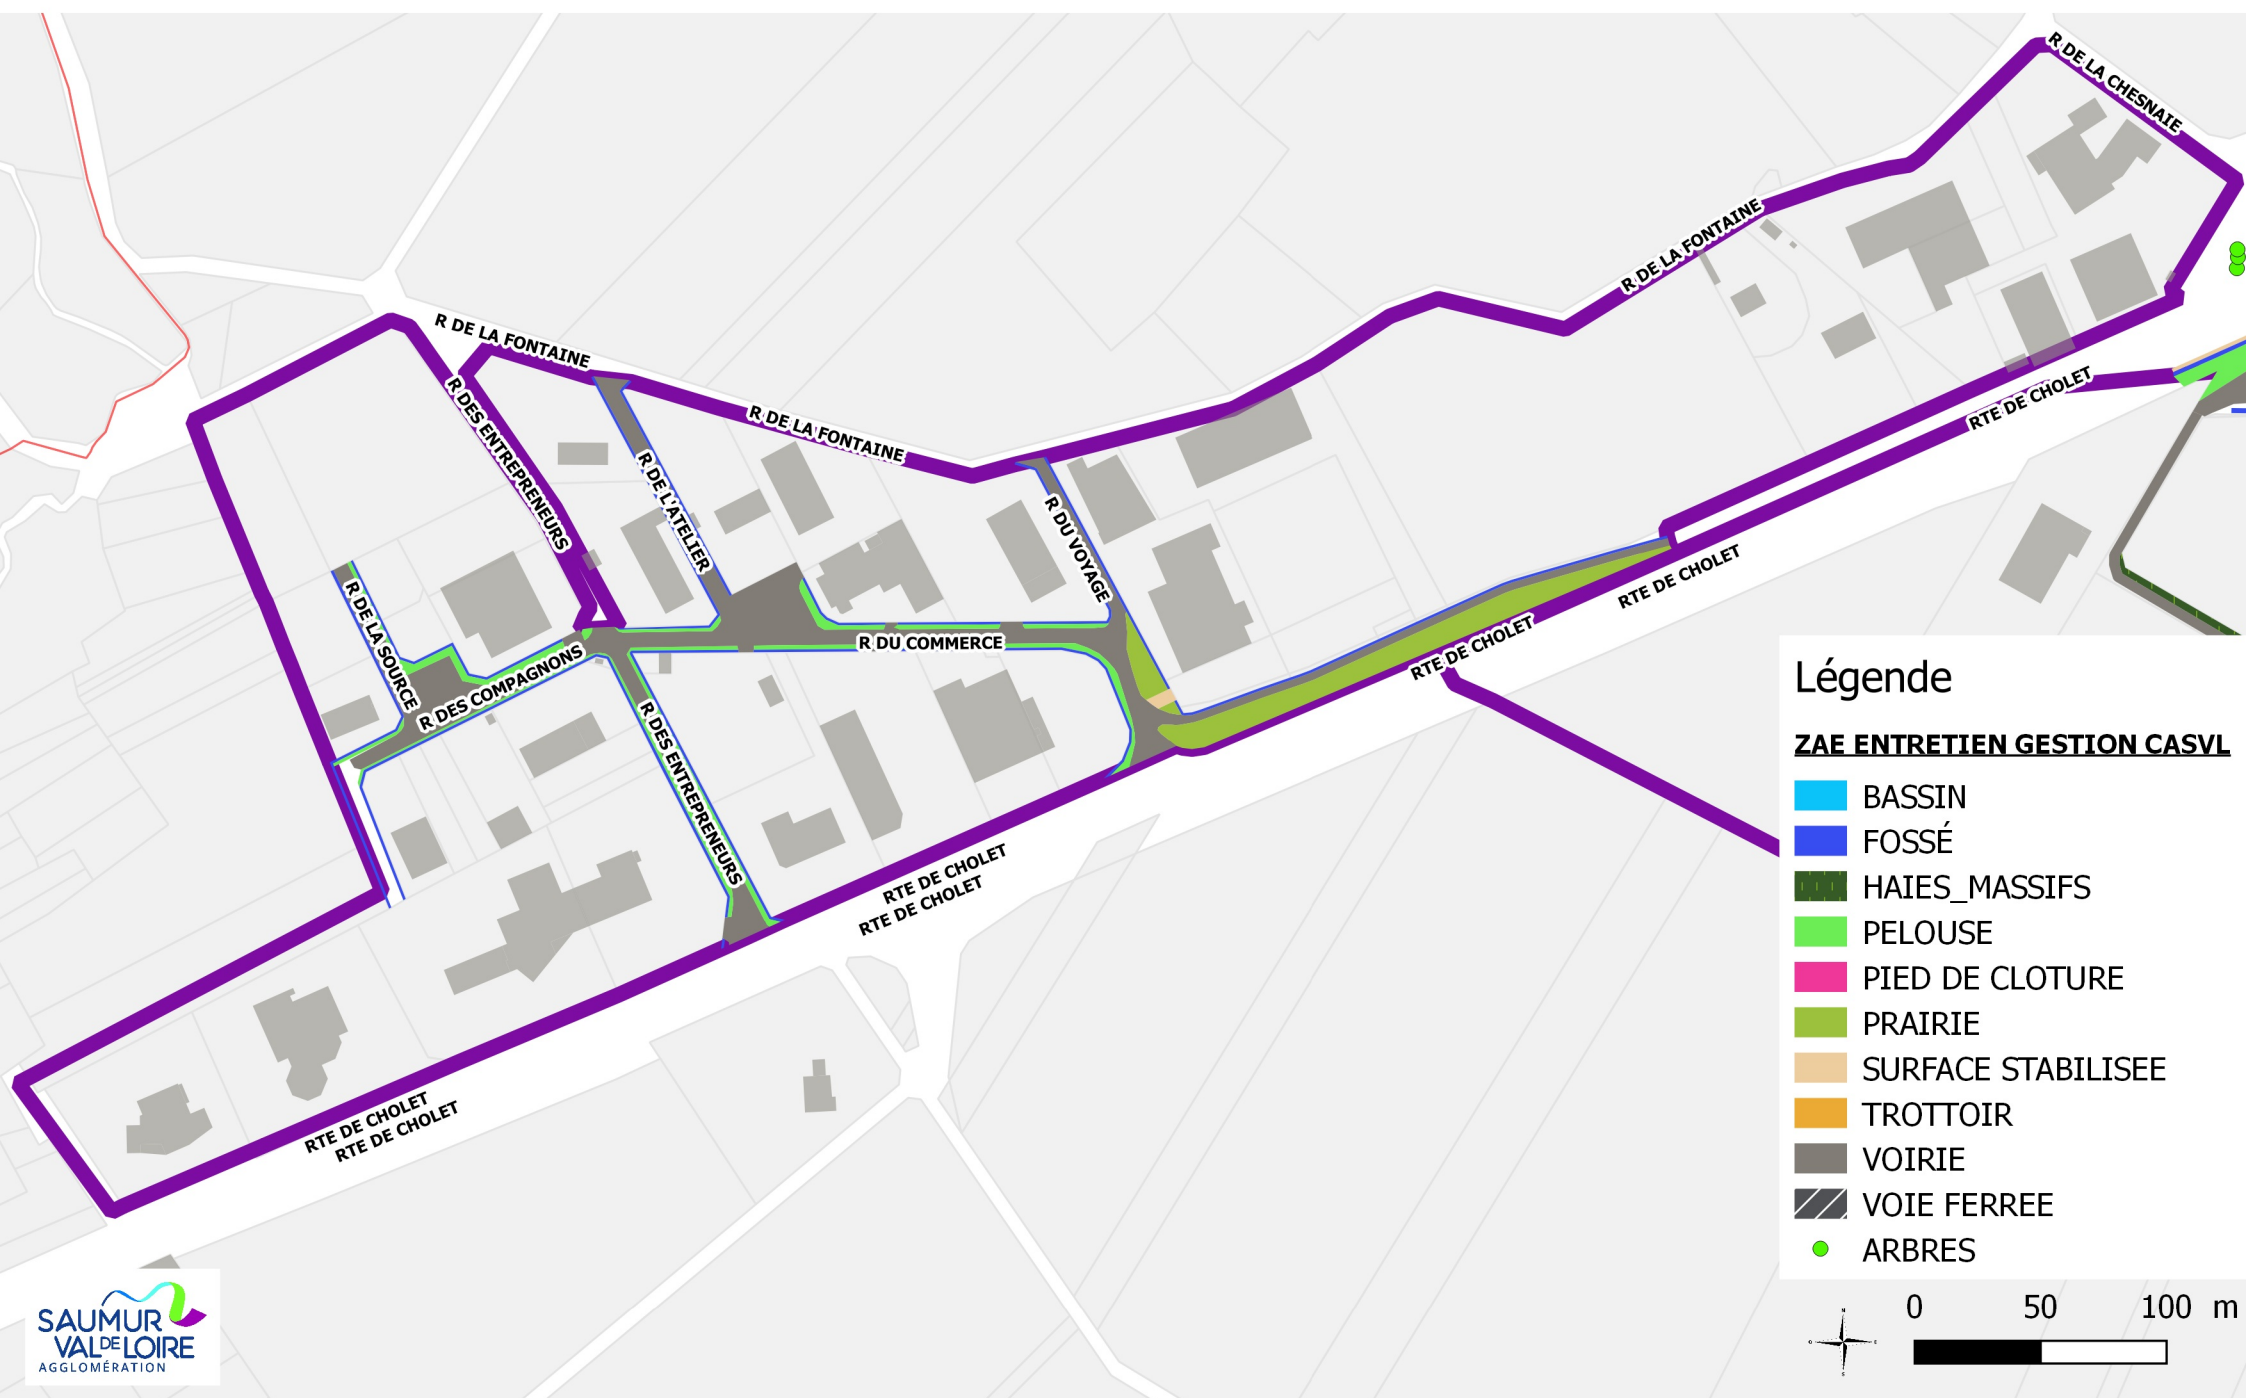 R DE LA CHESNAIE
R DE LA FONTAINE
R DE LA FONTAINE
R DE LA FONTAINE
R DES ENTREPRENEURS
R DE L'ATELIER
R DU VOYAGE
RTE DE CHOLET
RTE DE CHOLET
RTE DE CHOLET
R DE LA SOURCE
R DES COMPAGNONS
R DU COMMERCE
R DES ENTREPRENEURS
RTE DE CHOLET
RTE DE CHOLET
RTE DE CHOLET
RTE DE CHOLET
Légende
ZAE ENTRETIEN GESTION CASVL
BASSIN
FOSSÉ
HAIES_MASSIFS
PELOUSE
PIED DE CLOTURE
PRAIRIE
SURFACE STABILISEE
TROTTOIR
VOIRIE
VOIE FERREE
ARBRES
0 50 100 m
N
S
SAUMUR
VAL DE LOIRE
AGGLOMÉRATION